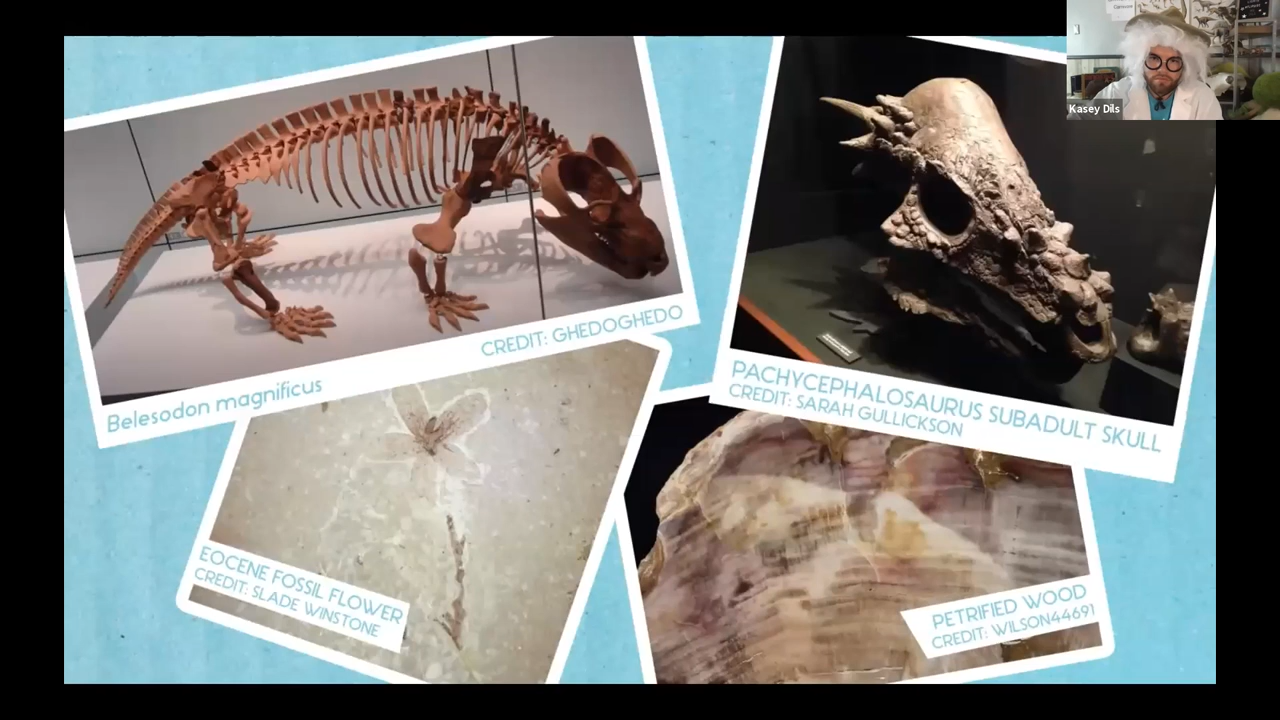 Kasey Dils
CREDIT: GHEDOGHEDO
Belesodon magnificus
PACHYCEPHALOSAURUS SUBADULT SKULL
CREDIT: SARAH GULLICKSON
EOCENE FOSSIL FLOWER
CREDIT: SLADE WINSTONE
PETRIFIED WOOD
CREDIT: WILSON44691